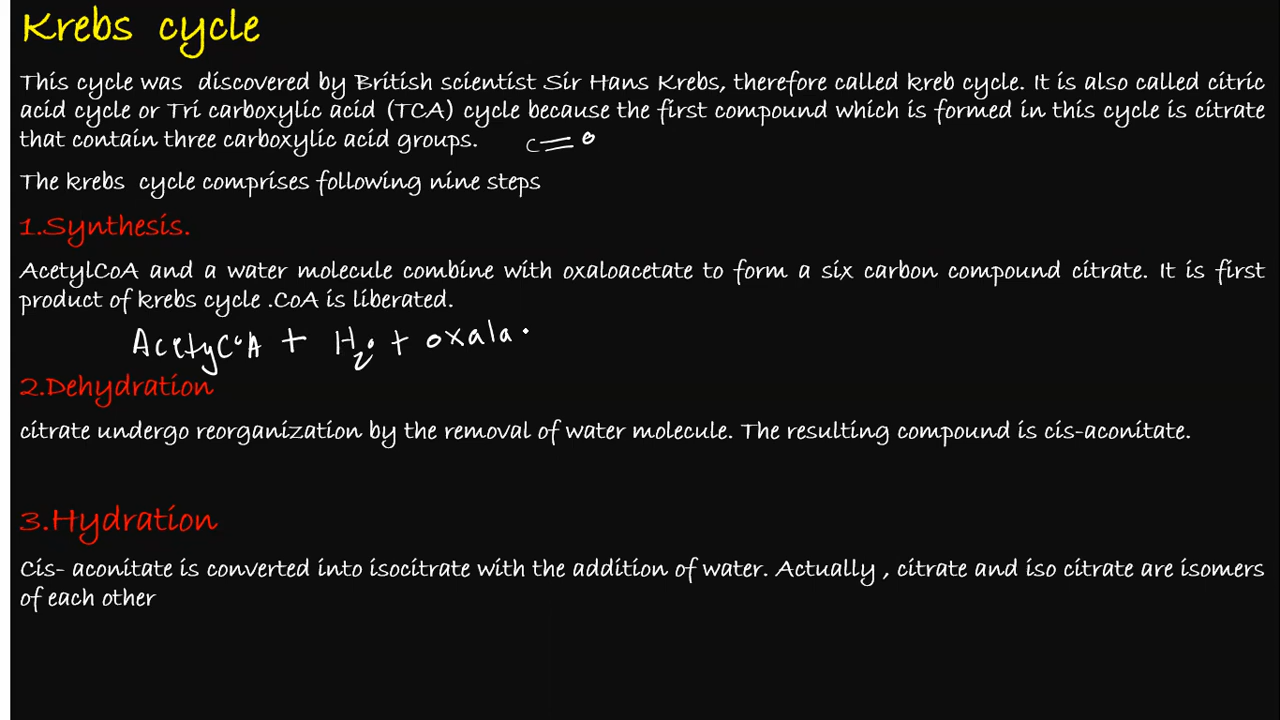 Krebs cycle
This cycle was discovered by British scientist Sir Hans Krebs, therefore called kreb cycle. It is also called citric
acid cycle or Tri carboxylic acid (TCA) cycle because the first compound which is formed in this cycle is citrate
that contain three carboxylic acid groups. C=O
The krebs cycle comprises following nine steps
1.Synthesis.
AcetylCoA and a water molecule combine with oxaloacetate to form a six carbon compound citrate. It is first
product of krebs cycle .CoA is liberated.
AcetyCoA + H2O + oxala
2.Dehydration
citrate undergo reorganization by the removal of water molecule. The resulting compound is cis-aconitate.
3.Hydration
Cis- aconitate is converted into isocitrate with the addition of water. Actually , citrate and iso citrate are isomers
of each other